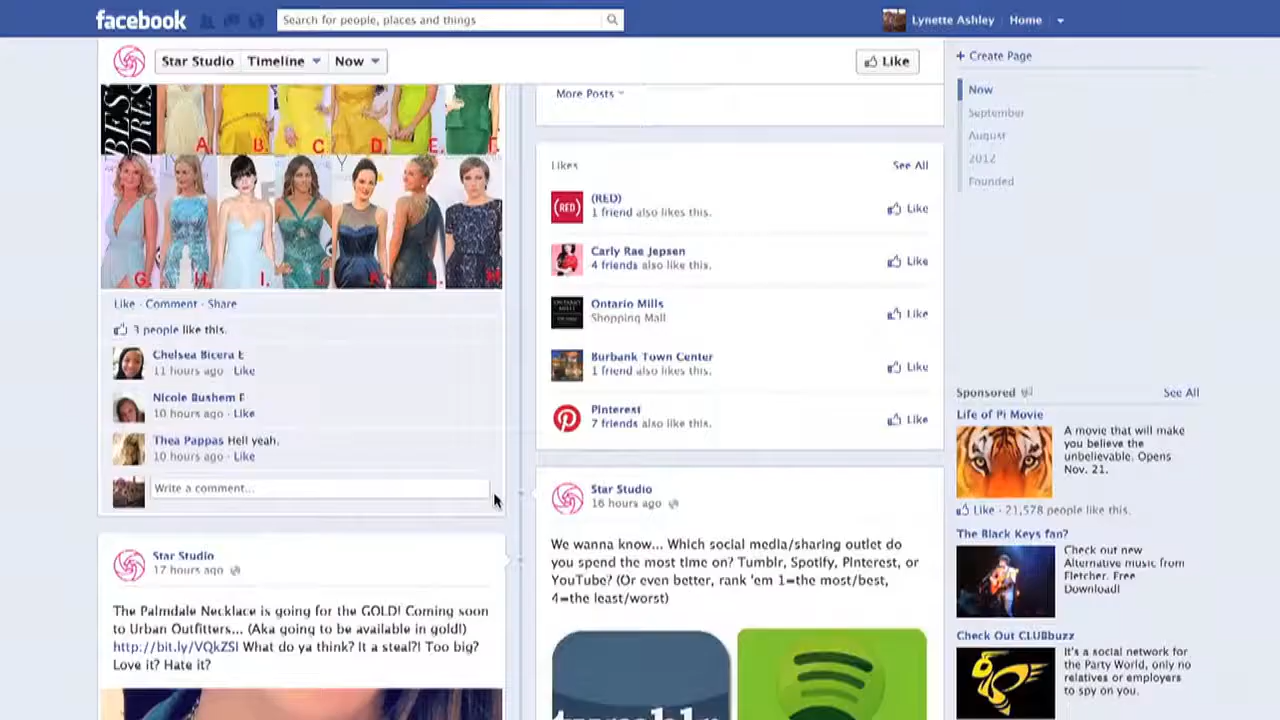 facebook
Search for people, places and things
Lynette Ashley
Home
Star Studio
Timeline
Now
Like
BES
DRES
A.
B.
C
D.
E.
F.
G.
H.
I.
J
K
L.
M
Like · Comment · Share
3 people like this.
Chelsea Bicera E
11 hours ago · Like
Nicole Bushem F
10 hours ago · Like
Thea Pappas Hell yeah.
10 hours ago · Like
Write a comment...
Star Studio
17 hours ago
The Palmdale Necklace is going for the GOLD! Coming soon
to Urban Outfitters... (Aka going to be available in gold!)
http://bit.ly/VQkZSI What do ya think? It a steal?! Too big?
Love it? Hate it?
More Posts
Likes
See All
(RED)
(RED)
1 friend also likes this.
Like
Carly Rae Jepsen
4 friends also like this.
Like
Ontario Mills
Shopping Mall
Like
Burbank Town Center
1 friend also likes this.
Like
Pinterest
7 friends also like this.
Like
Star Studio
16 hours ago
We wanna know... Which social media/sharing outlet do
you spend the most time on? Tumblr, Spotify, Pinterest, or
YouTube? (Or even better, rank 'em 1=the most/best,
4=the least/worst)
tumblr
+ Create Page
Now
September
August
2012
Founded
Sponsored
See All
Life of Pi Movie
A movie that will make
you believe the
unbelievable. Opens
Nov. 21.
Like · 21,578 people like this.
The Black Keys fan?
Check out new
Alternative music from
Fletcher. Free
Download!
Check Out CLUBbuzz
It's a social network for
the Party World, only no
relatives or employers
to spy on you.